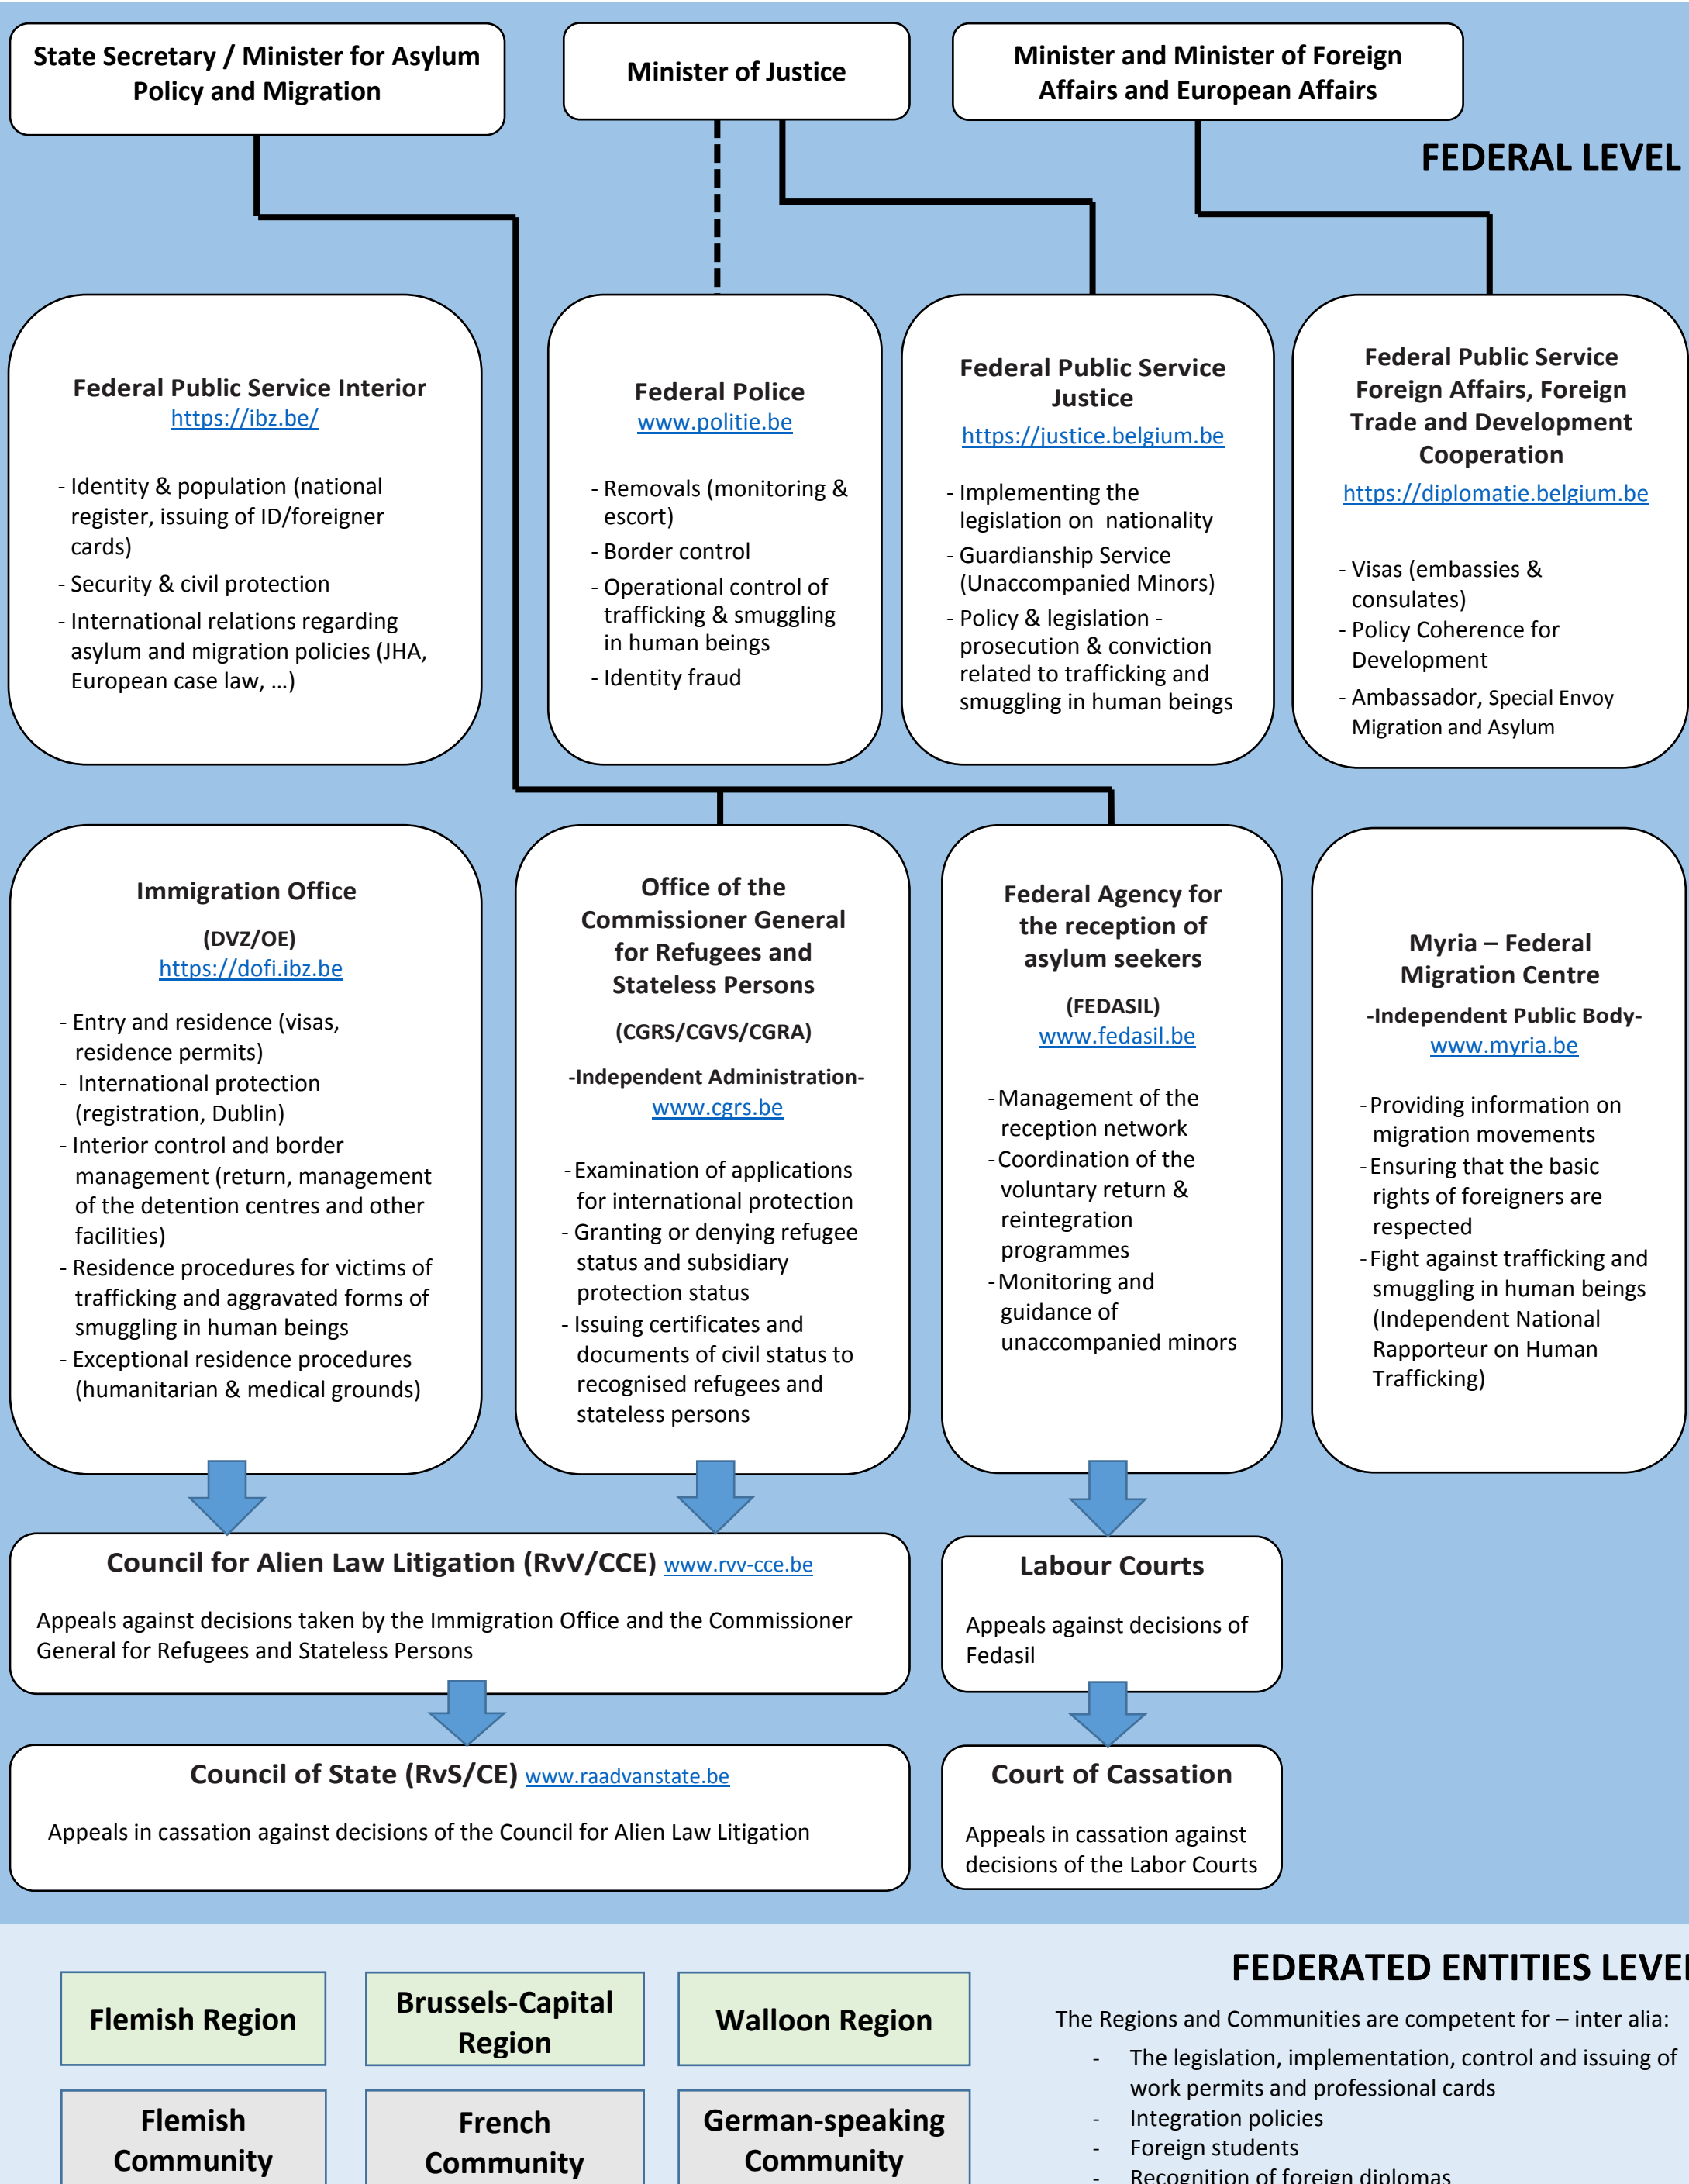 State Secretary / Minister for Asylum
Policy and Migration
Minister of Justice
Minister and Minister of Foreign
Affairs and European Affairs
FEDERAL LEVEL
Federal Public Service Interior
https://ibz.be/
- Identity & population (national
register, issuing of ID/foreigner
cards)
- Security & civil protection
- International relations regarding
asylum and migration policies (JHA,
European case law, …)
Federal Police
www.politie.be
- Removals (monitoring &
escort)
- Border control
- Operational control of
trafficking & smuggling
in human beings
- Identity fraud
Federal Public Service
Justice
https://justice.belgium.be
- Implementing the
legislation on nationality
- Guardianship Service
(Unaccompanied Minors)
- Policy & legislation -
prosecution & conviction
related to trafficking and
smuggling in human beings
Federal Public Service
Foreign Affairs, Foreign
Trade and Development
Cooperation
https://diplomatie.belgium.be
- Visas (embassies &
consulates)
- Policy Coherence for
Development
- Ambassador, Special Envoy
Migration and Asylum
Immigration Office
(DVZ/OE)
https://dofi.ibz.be
- Entry and residence (visas,
residence permits)
- International protection
(registration, Dublin)
- Interior control and border
management (return, management
of the detention centres and other
facilities)
- Residence procedures for victims of
trafficking and aggravated forms of
smuggling in human beings
- Exceptional residence procedures
(humanitarian & medical grounds)
Office of the
Commissioner General
for Refugees and
Stateless Persons
(CGRS/CGVS/CGRA)
-Independent Administration-
www.cgrs.be
- Examination of applications
for international protection
- Granting or denying refugee
status and subsidiary
protection status
- Issuing certificates and
documents of civil status to
recognised refugees and
stateless persons
Federal Agency for
the reception of
asylum seekers
(FEDASIL)
www.fedasil.be
- Management of the
reception network
- Coordination of the
voluntary return &
reintegration
programmes
- Monitoring and
guidance of
unaccompanied minors
Myria – Federal
Migration Centre
-Independent Public Body-
www.myria.be
- Providing information on
migration movements
- Ensuring that the basic
rights of foreigners are
respected
- Fight against trafficking and
smuggling in human beings
(Independent National
Rapporteur on Human
Trafficking)
Council for Alien Law Litigation (RvV/CCE) www.rvv-cce.be
Appeals against decisions taken by the Immigration Office and the Commissioner
General for Refugees and Stateless Persons
Labour Courts
Appeals against decisions of
Fedasil
Council of State (RvS/CE) www.raadvanstate.be
Appeals in cassation against decisions of the Council for Alien Law Litigation
Court of Cassation
Appeals in cassation against
decisions of the Labor Courts
FEDERATED ENTITIES LEVEL
Flemish Region
Brussels-Capital
Region
Walloon Region
Flemish
Community
French
Community
German-speaking
Community
The Regions and Communities are competent for – inter alia:
- The legislation, implementation, control and issuing of
work permits and professional cards
- Integration policies
- Foreign students
- Recognition of foreign diplomas